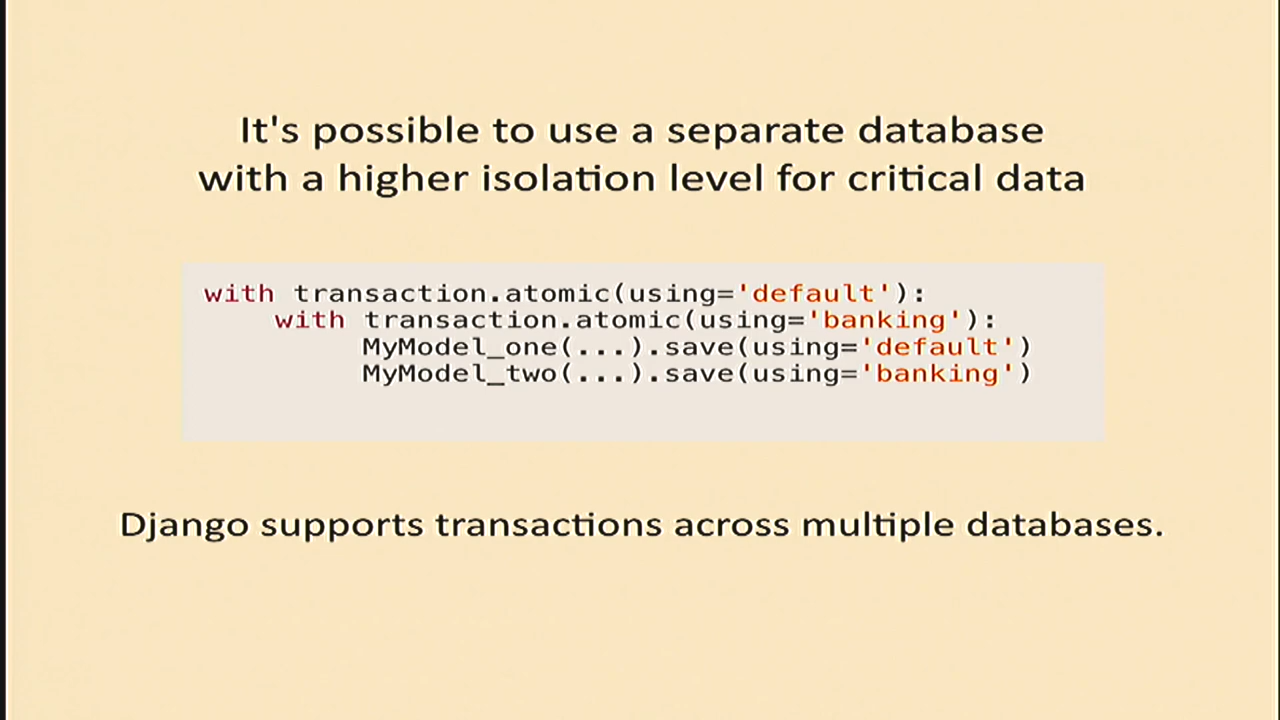 It's possible to use a separate database
with a higher isolation level for critical data
with transaction.atomic(using='default'):
    with transaction.atomic(using='banking'):
         MyModel_one(...).save(using='default')
         MyModel_two(...).save(using='banking')
Django supports transactions across multiple databases.